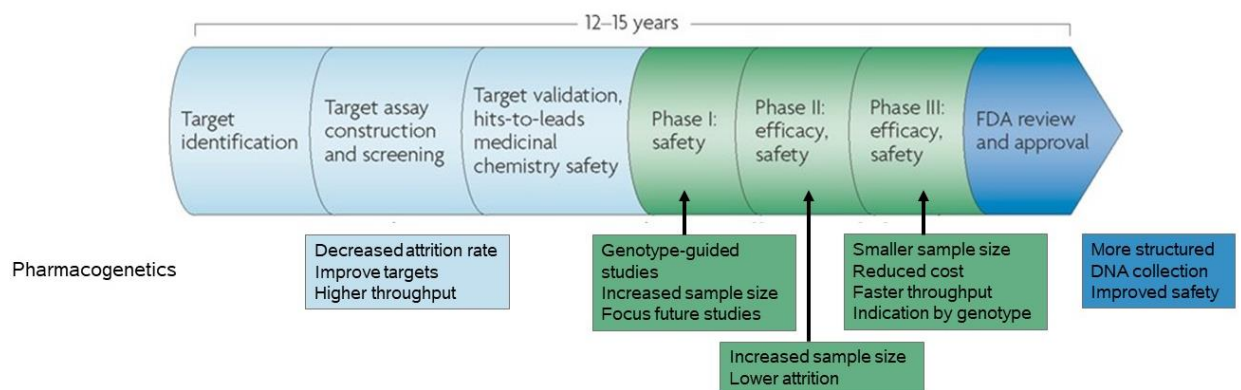 12–15 years
Target
identification
Target assay
construction
and screening
Target validation,
hits-to-leads
medicinal
chemistry safety
Phase I:
safety
Phase II:
efficacy,
safety
Phase III:
efficacy,
safety
FDA review
and approval
Pharmacogenetics
Decreased attrition rate
Improve targets
Higher throughput
Genotype-guided
studies
Increased sample size
Focus future studies
Increased sample size
Lower attrition
Smaller sample size
Reduced cost
Faster throughput
Indication by genotype
More structured
DNA collection
Improved safety